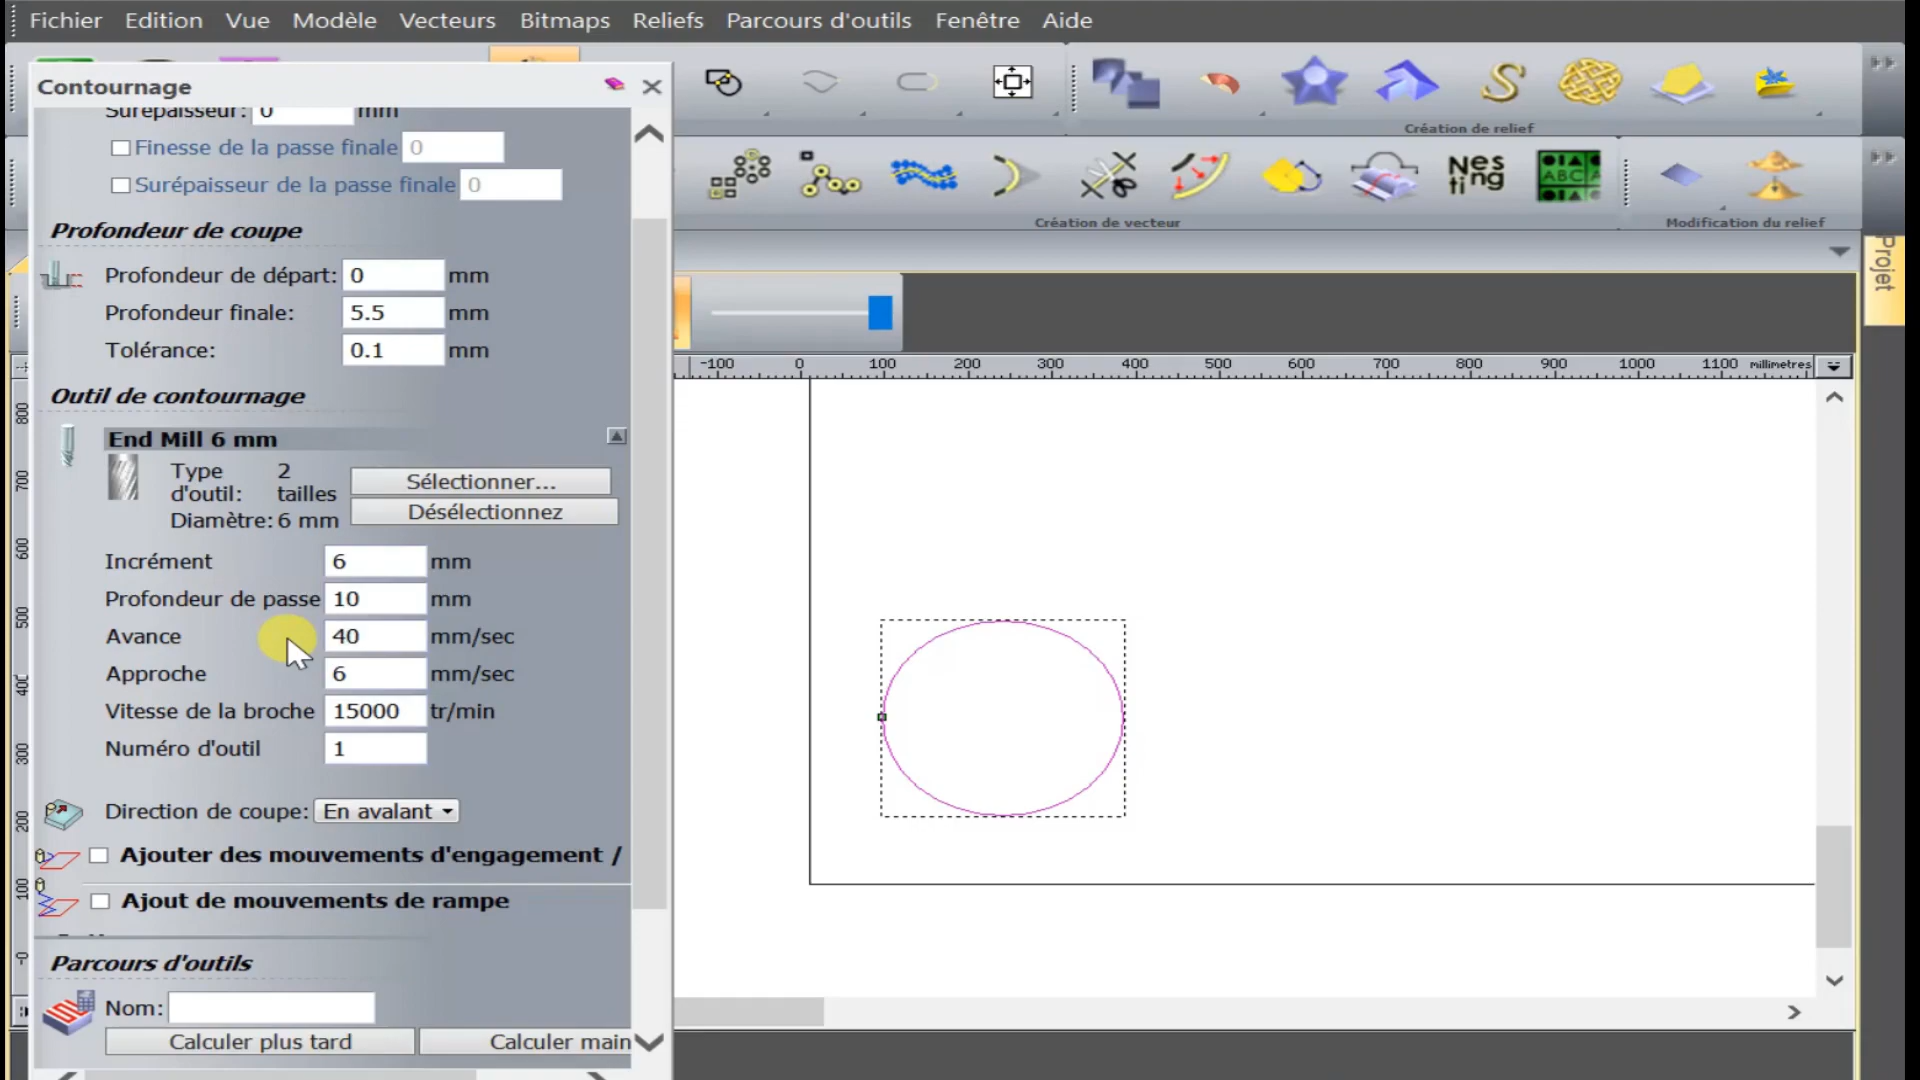 Fichier Edition Vue Modèle Vecteurs Bitmaps Reliefs Parcours d'outils Fenêtre Aide
Contournage
Création de relief
Surépaisseur: 0 mm
Finesse de la passe finale 0
Surépaisseur de la passe finale 0
Nes
ting
ABC
Création de vecteur
Modification du relief
Profondeur de coupe
Projet
Profondeur de départ: 0 mm
Profondeur finale: 5.5 mm
Tolérance: 0.1 mm
-100 0 100 200 300 400 500 600 700 800 900 1000 1100 millimetres
Outil de contournage
End Mill 6 mm
Type d'outil: 2 tailles
Sélectionner...
Désélectionnez
Diamètre: 6 mm
Incrément 6 mm
Profondeur de passe 10 mm
Avance 40 mm/sec
Approche 6 mm/sec
Vitesse de la broche 15000 tr/min
Numéro d'outil 1
Direction de coupe: En avalant
Ajouter des mouvements d'engagement /
Ajout de mouvements de rampe
Parcours d'outils
Nom:
Calculer plus tard
Calculer main
800
700
600
500
400
300
200
100